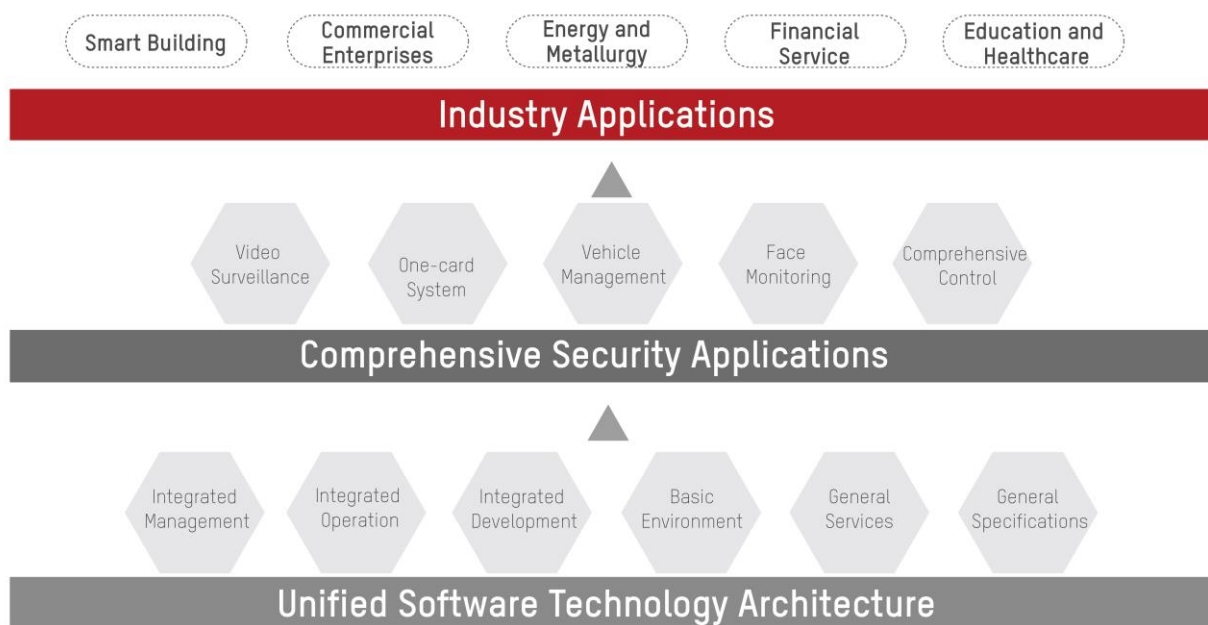 Smart Building
Commercial
Enterprises
Energy and
Metallurgy
Financial
Service
Education and
Healthcare
Industry Applications
Video
Surveillance
One-card
System
Vehicle
Management
Face
Monitoring
Comprehensive
Control
Comprehensive Security Applications
Integrated
Management
Integrated
Operation
Integrated
Development
Basic
Environment
General
Services
General
Specifications
Unified Software Technology Architecture